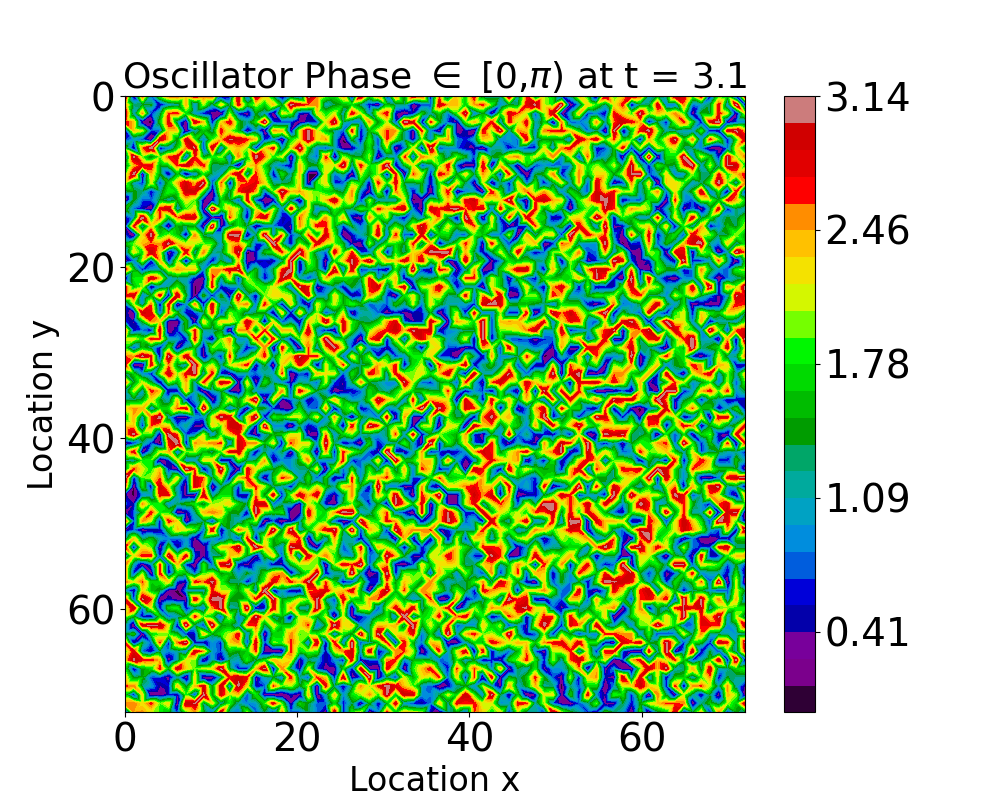 Oscillator Phase ∈ [0,π) at t = 3.1
0
20
40
60
Location y
0 20 40 60
Location x
3.14
2.46
1.78
1.09
0.41